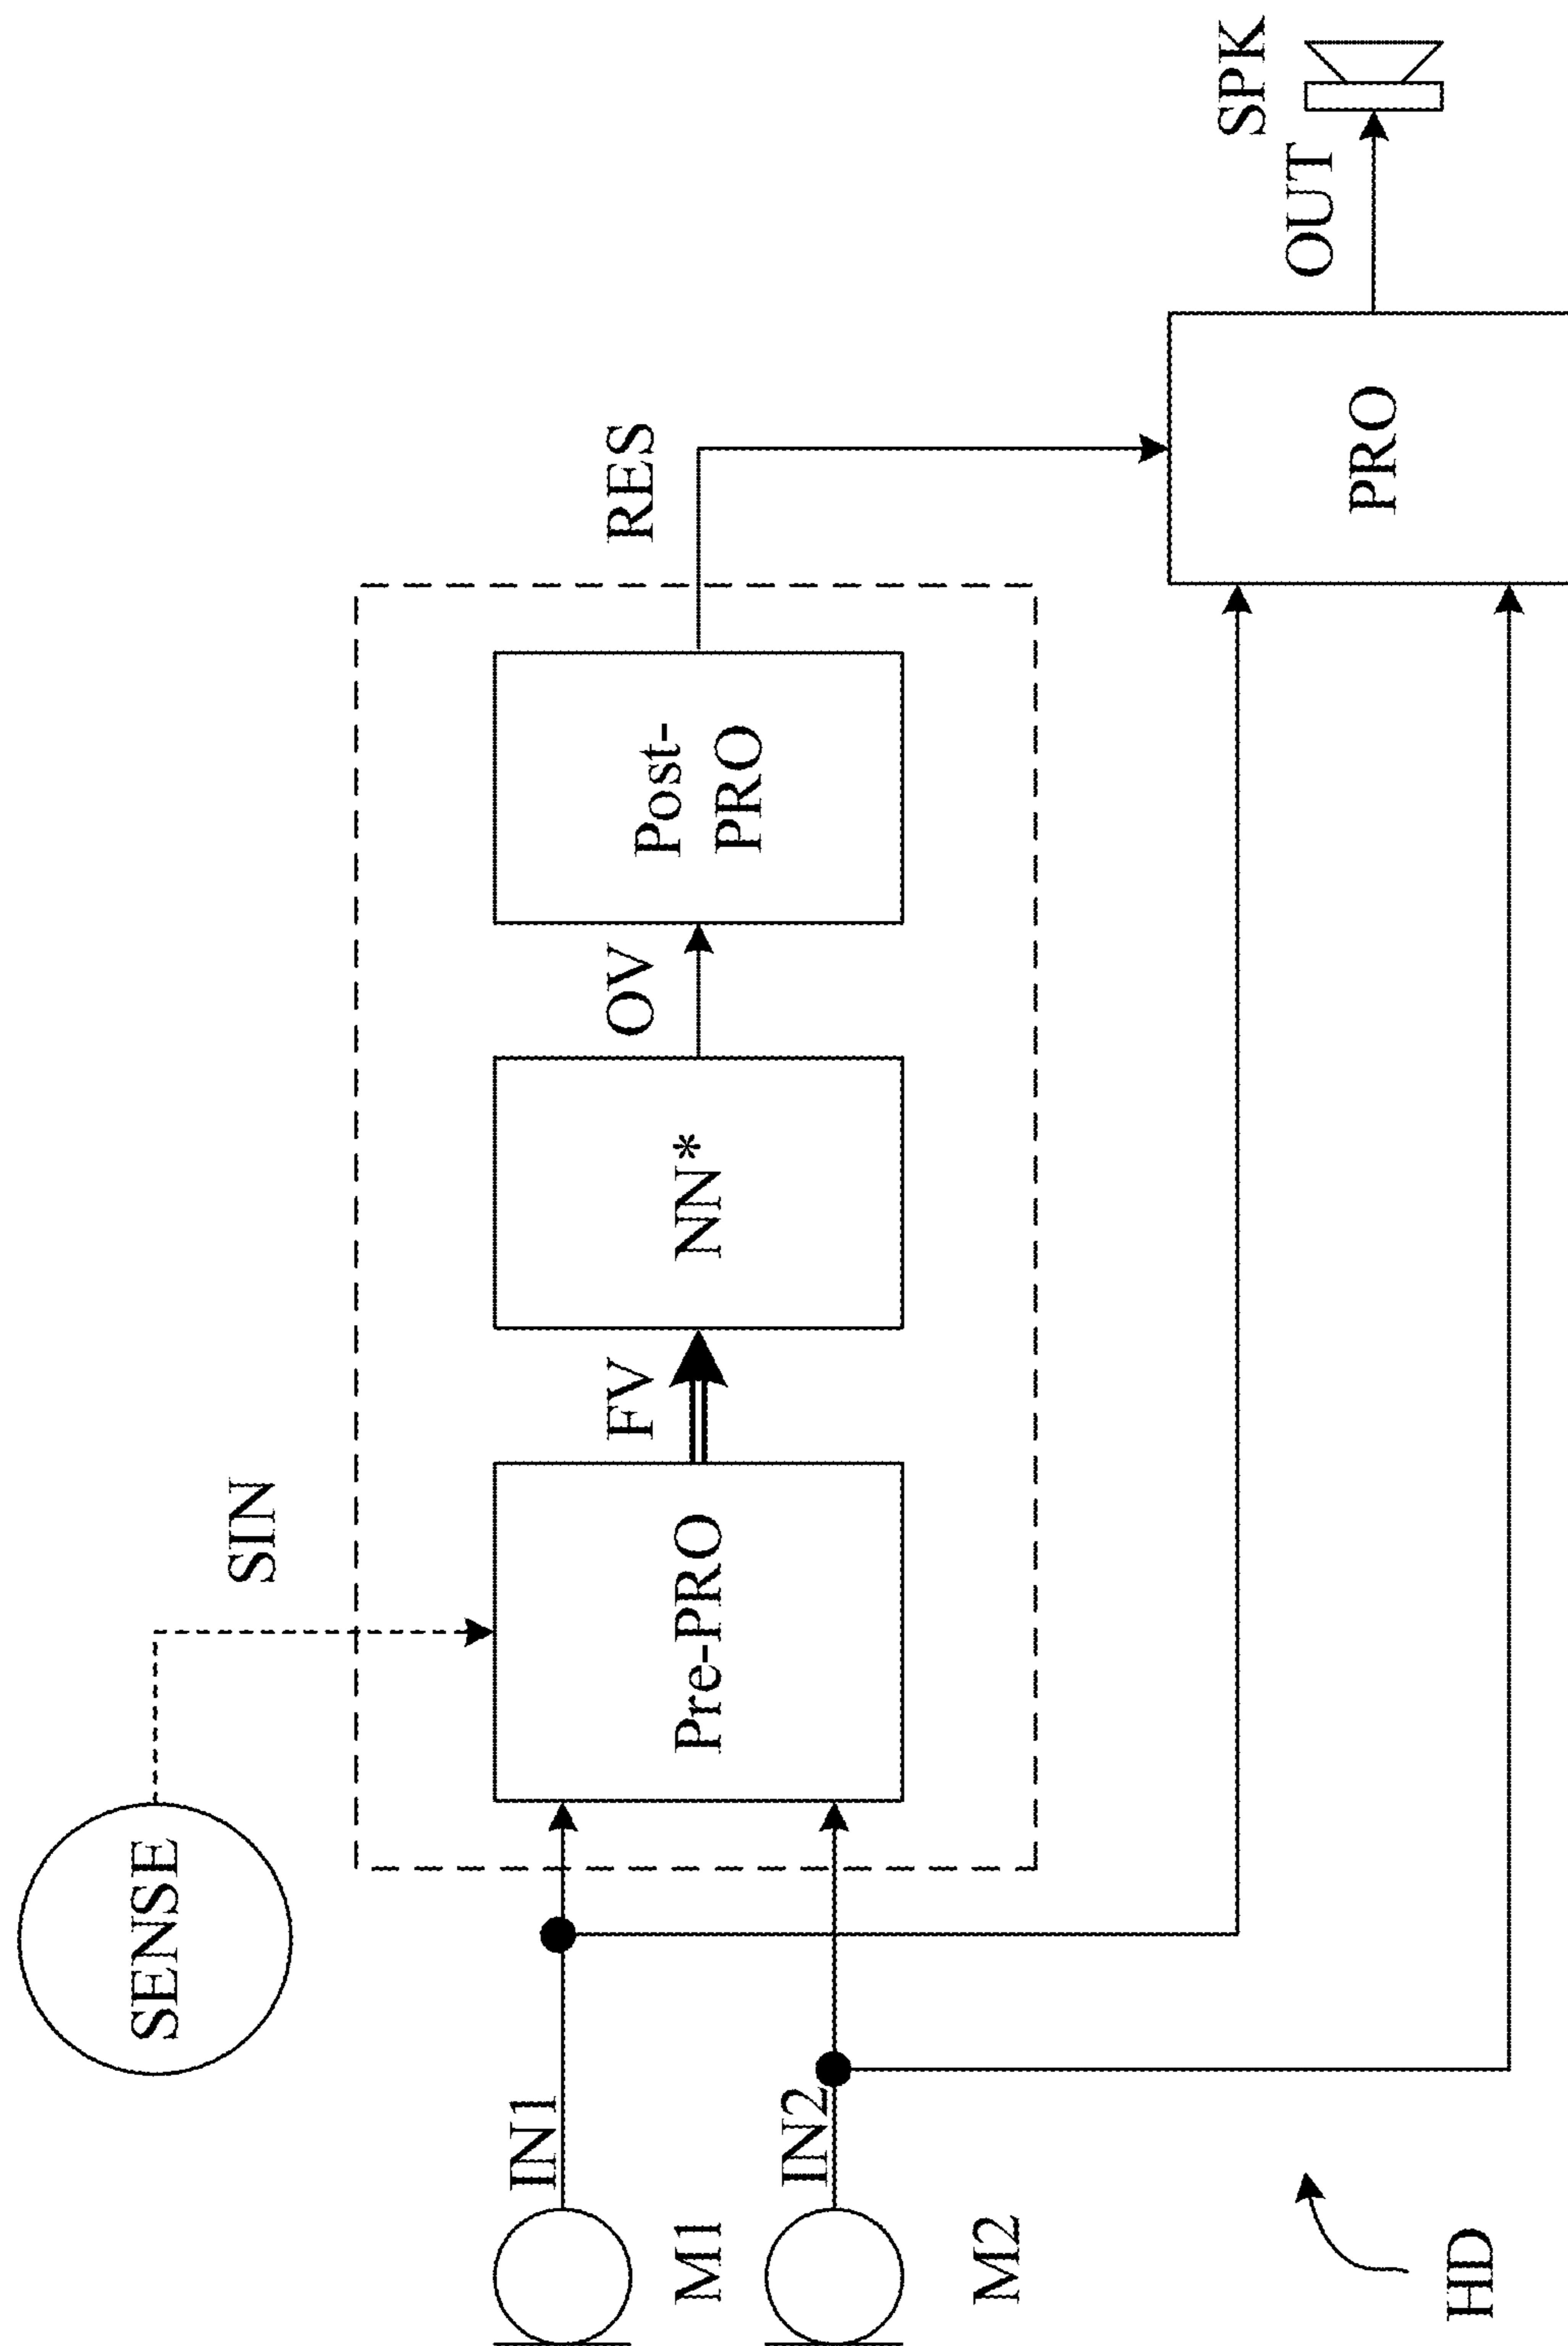 SENSE
SIN
IN1
M1
IN2
M2
Pre-PRO
FV
NN*
OV
Post-
PRO
RES
PRO
OUT
SPK
HD